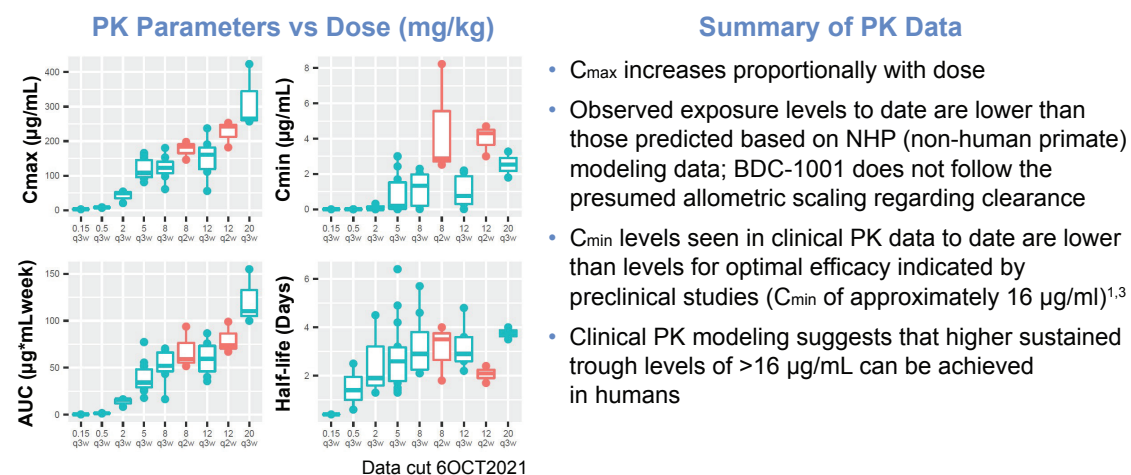 PK Parameters vs Dose (mg/kg)
Cmax (µg/mL)
400
300
200
100
0
0.15 0.5 2 5 8 8 12 12 20
q3w q3w q3w q3w q3w q2w q3w q2w q3w
Cmin (µg/mL)
8
6
4
2
0
0.15 0.5 2 5 8 8 12 12 20
q3w q3w q3w q3w q3w q2w q3w q2w q3w
AUC (µg*mLweek)
150
100
50
0
0.15 0.5 2 5 8 8 12 12 20
q3w q3w q3w q3w q3w q2w q3w q2w q3w
Half-life (Days)
6
4
2
0.15 0.5 2 5 8 8 12 12 20
q3w q3w q3w q3w q3w q2w q3w q2w q3w
Data cut 6OCT2021
Summary of PK Data
• Cmax increases proportionally with dose
• Observed exposure levels to date are lower than
those predicted based on NHP (non-human primate)
modeling data; BDC-1001 does not follow the
presumed allometric scaling regarding clearance
• Cmin levels seen in clinical PK data to date are lower
than levels for optimal efficacy indicated by
preclinical studies (Cmin of approximately 16 µg/ml)1,3
• Clinical PK modeling suggests that higher sustained
trough levels of >16 µg/mL can be achieved
in humans